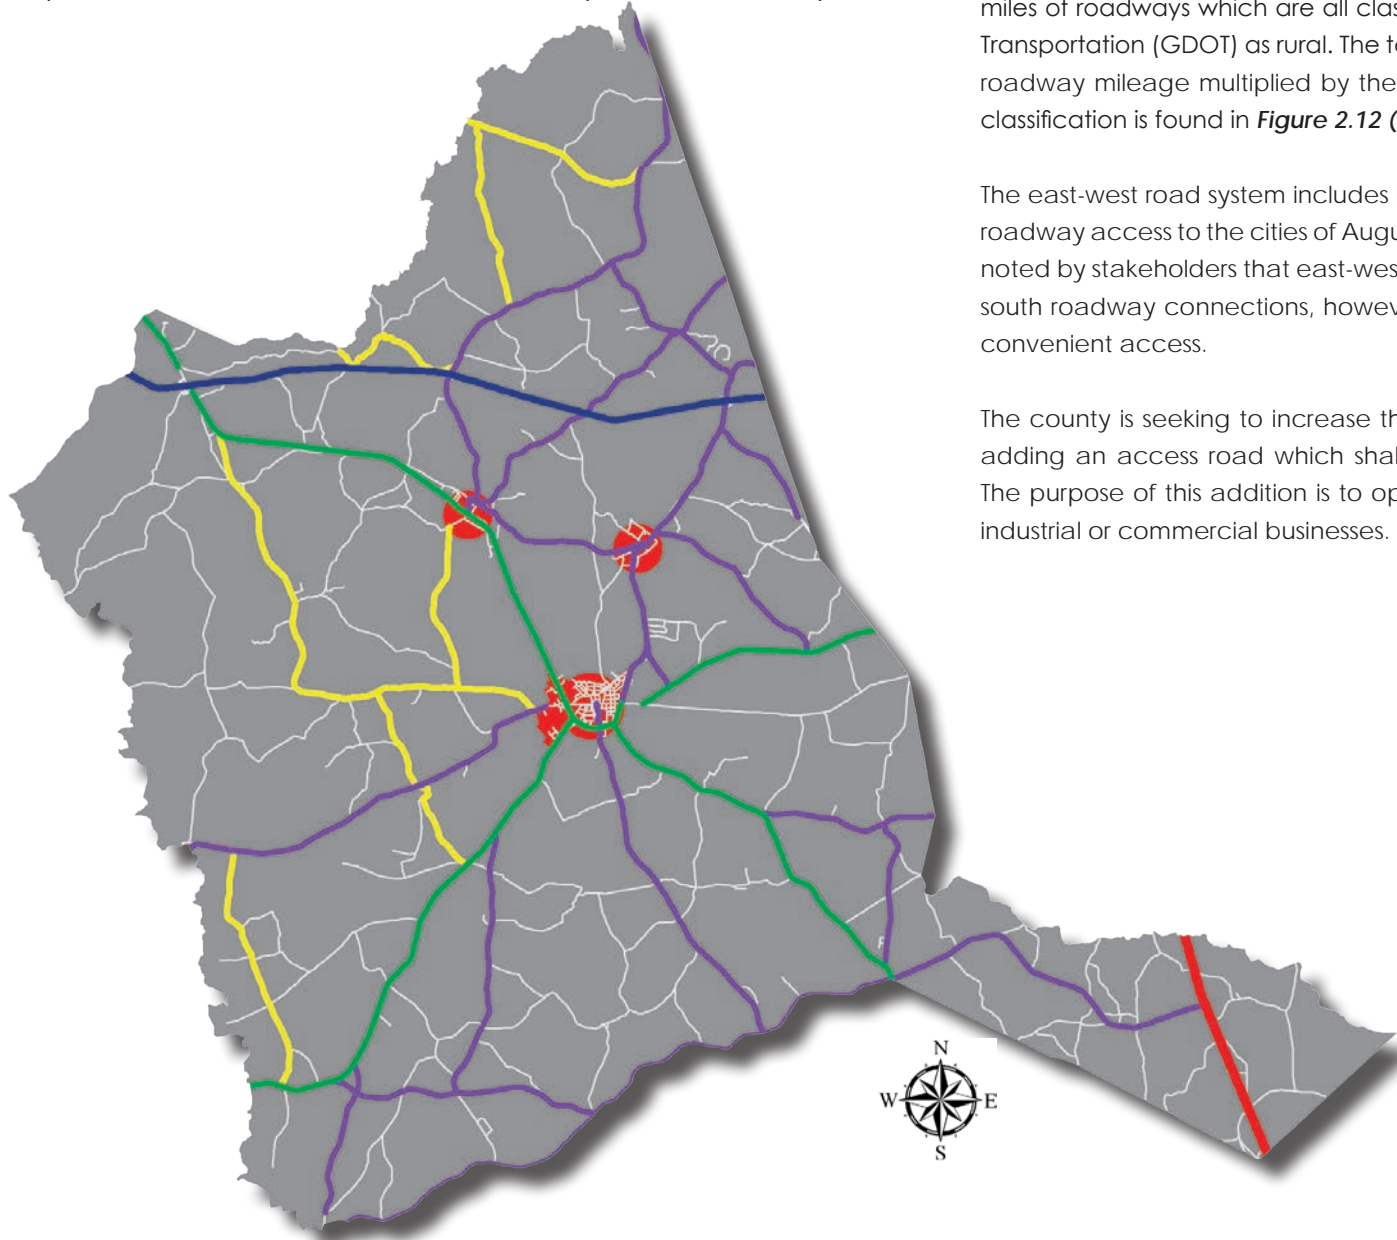 miles of roadways which are all clas
Transportation (GDOT) as rural. The t
roadway mileage multiplied by the
classification is found in Figure 2.12 (
The east-west road system includes
roadway access to the cities of Augu
noted by stakeholders that east-wes
south roadway connections, howev
convenient access.
The county is seeking to increase th
adding an access road which shal
The purpose of this addition is to op
industrial or commercial businesses.
N
W E
S